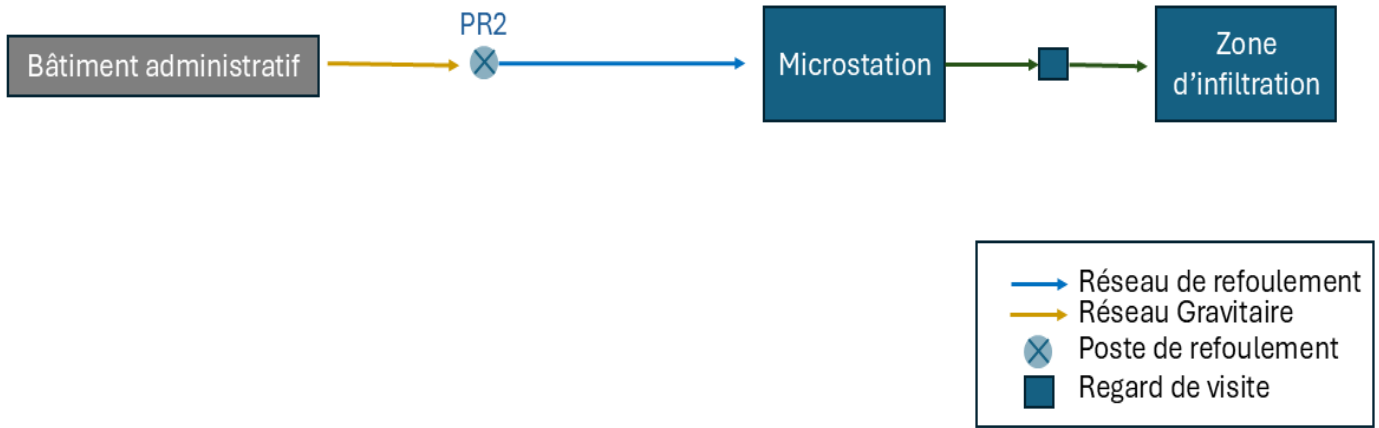 PR2
Bâtiment administratif
Microstation
Zone
d’infiltration
Réseau de refoulement
Réseau Gravitaire
Poste de refoulement
Regard de visite